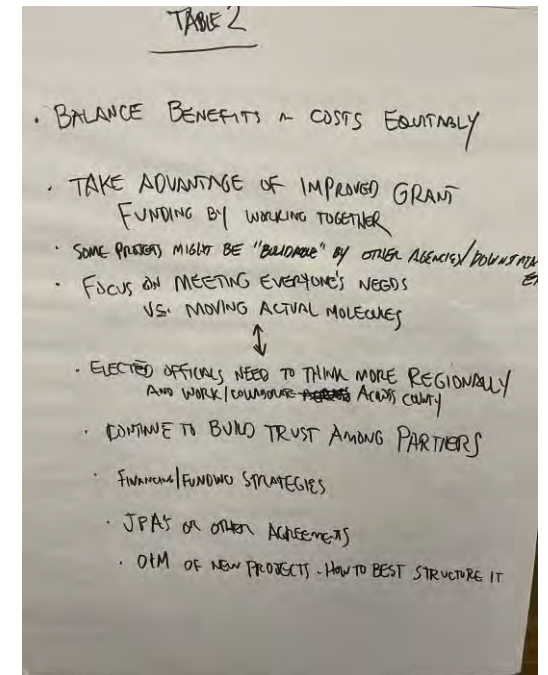 TABLE 2
· BALANCE BENEFITS & COSTS EQUITABLY
· TAKE ADVANTAGE OF IMPROVED GRANT
FUNDING BY WORKING TOGETHER
· SOME PROJECTS MIGHT BE "BUILDABLE" BY OTHER AGENCIES/
· FOCUS ON MEETING EVERYONE'S NEEDS
VS. MOVING ACTUAL MOLECULES
· ELECTED OFFICIALS NEED TO THINK MORE REGIONALLY
AND WORK/COLLABORATE ACROSS COUNTY
· CONTINUE TO BUILD TRUST AMONG PARTNERS
· FINANCING/FUNDING STRATEGIES
· JPA'S OR OTHER AGREEMENTS
· O&M OF NEW PROJECTS - HOW TO BEST STRUCTURE IT